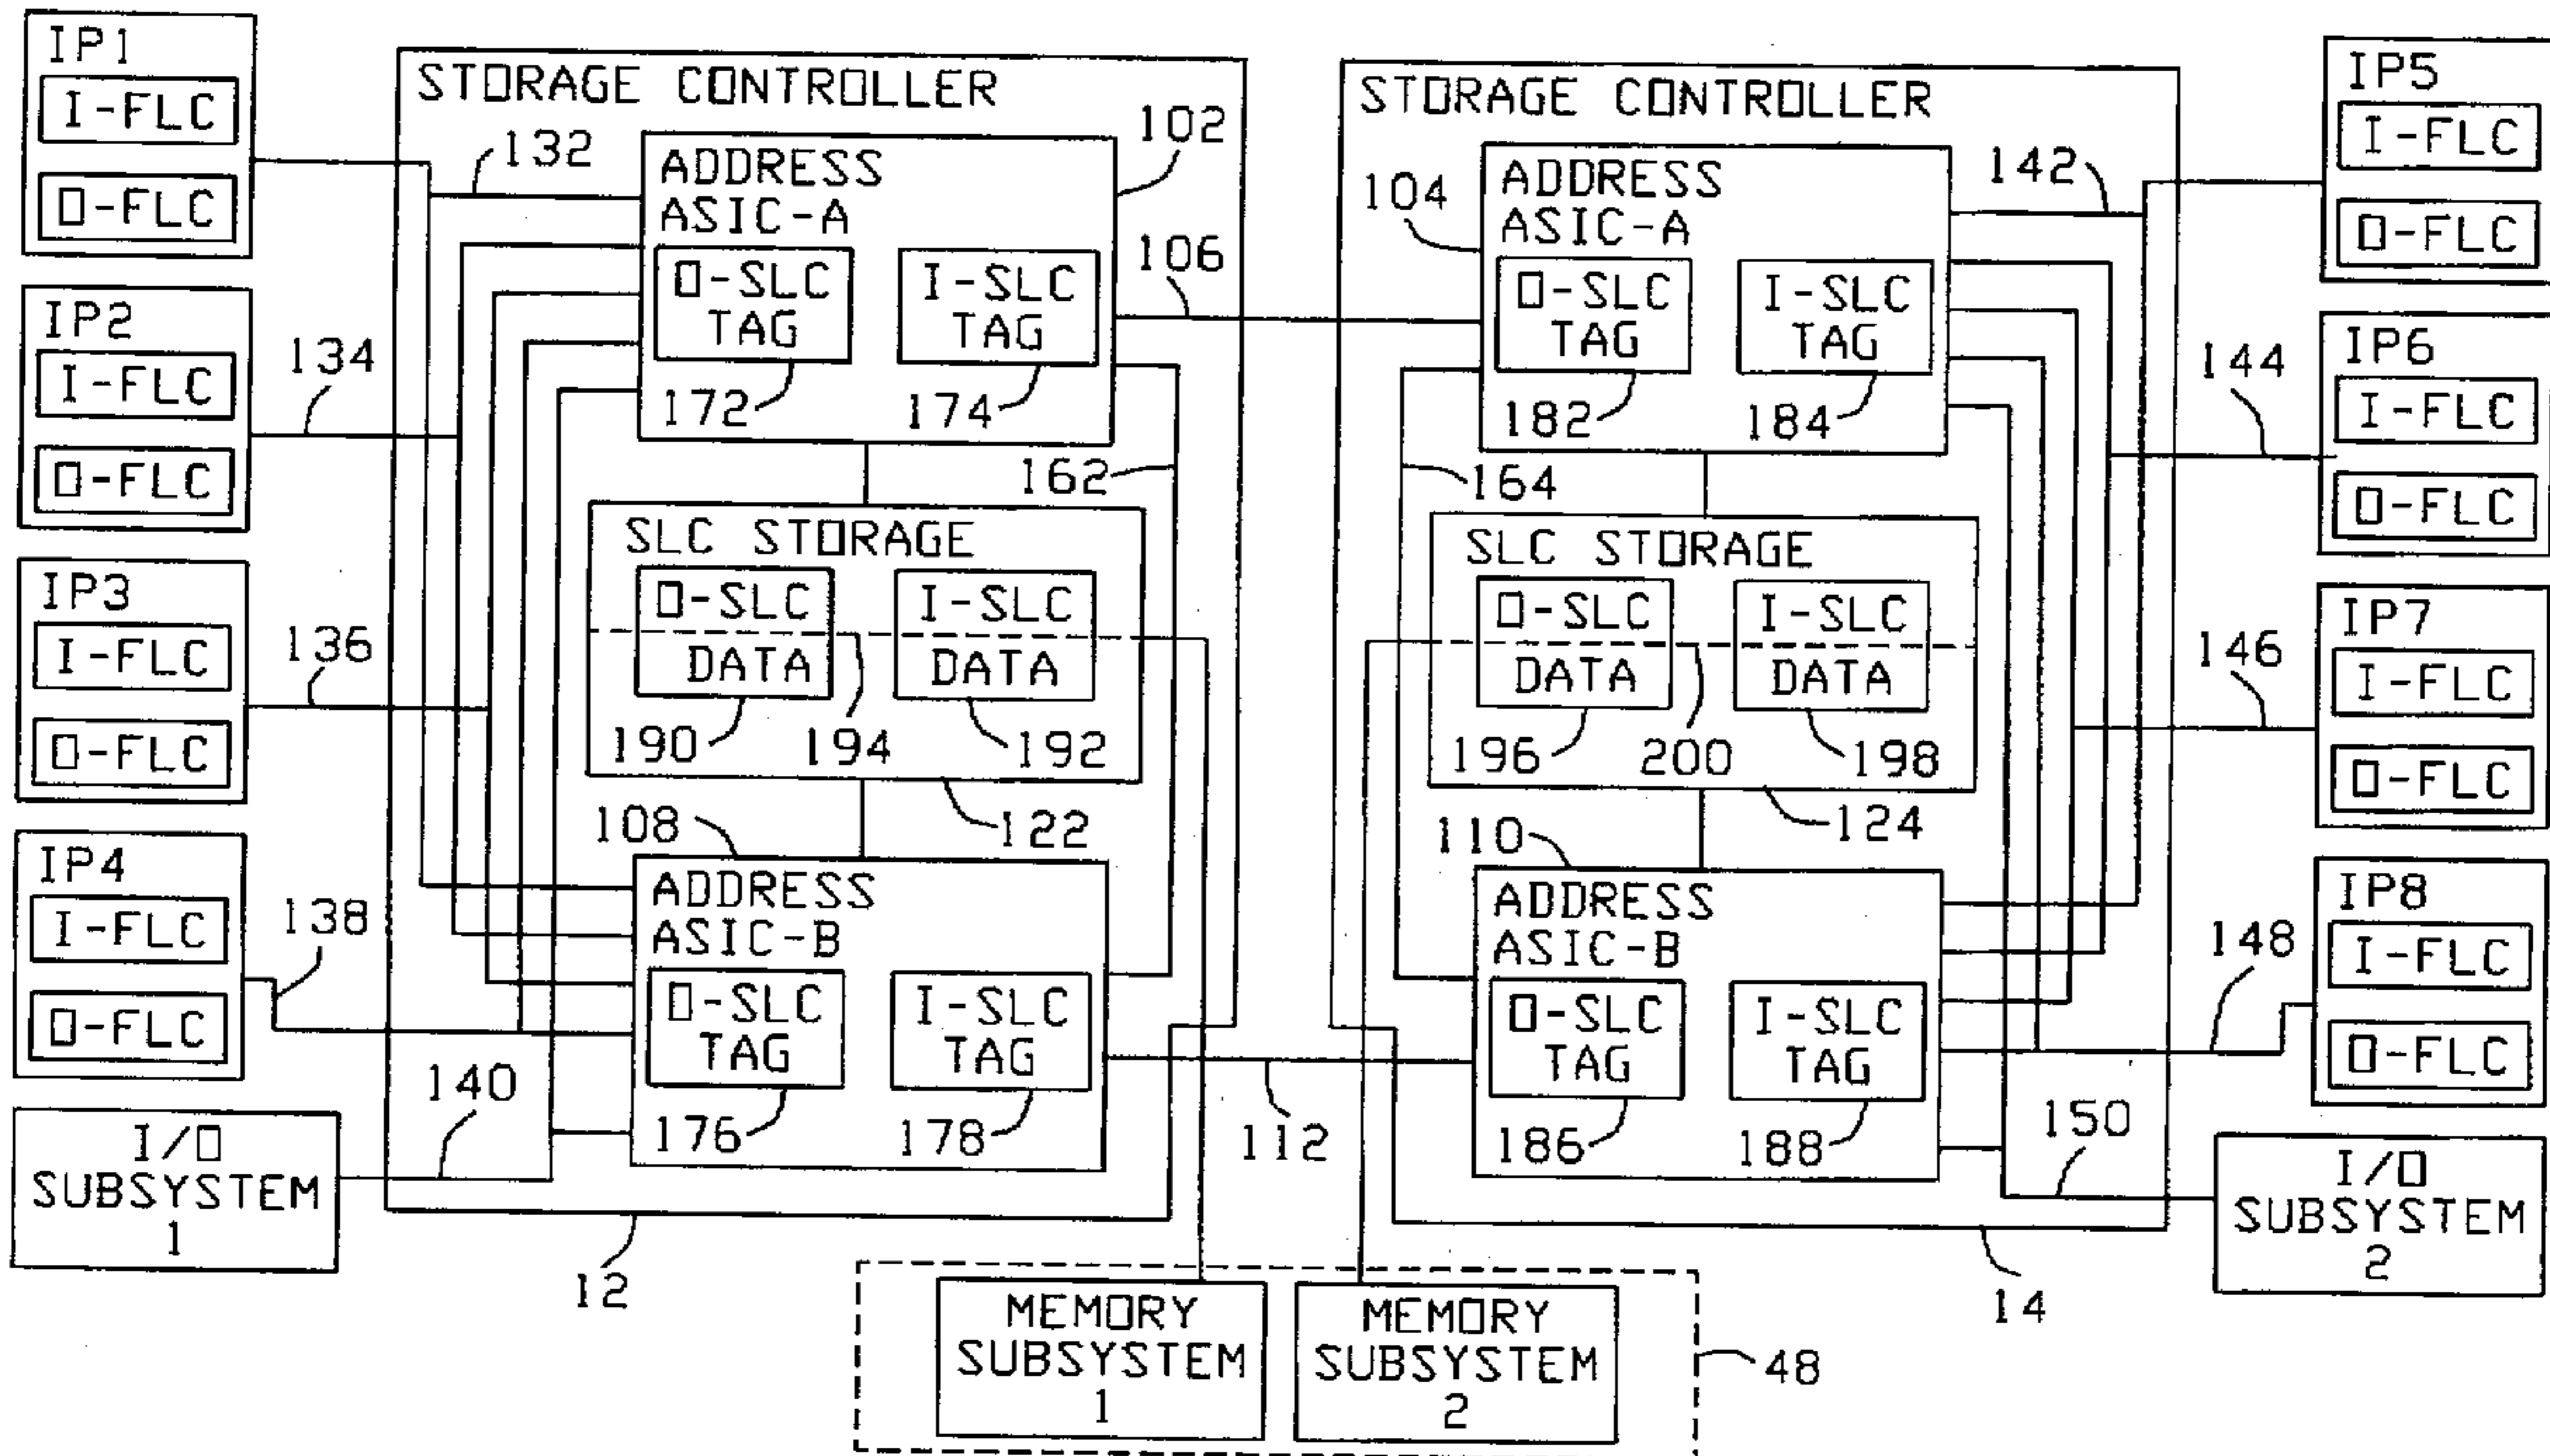 IP1
I-FLC
O-FLC
IP2
I-FLC
O-FLC
IP3
I-FLC
O-FLC
IP4
I-FLC
O-FLC
I/O
SUBSYSTEM
1
134
136
138
140
STORAGE CONTROLLER
132
102
ADDRESS
ASIC-A
O-SLC
TAG
I-SLC
TAG
172
174
162
SLC STORAGE
O-SLC
DATA
I-SLC
DATA
190
194
192
122
108
ADDRESS
ASIC-B
O-SLC
TAG
I-SLC
TAG
176
178
12
106
112
STORAGE CONTROLLER
104
142
ADDRESS
ASIC-A
O-SLC
TAG
I-SLC
TAG
182
184
164
SLC STORAGE
O-SLC
DATA
I-SLC
DATA
196
200
198
124
110
ADDRESS
ASIC-B
O-SLC
TAG
I-SLC
TAG
186
188
14
144
146
148
150
IP5
I-FLC
O-FLC
IP6
I-FLC
O-FLC
IP7
I-FLC
O-FLC
IP8
I-FLC
O-FLC
I/O
SUBSYSTEM
2
MEMORY
SUBSYSTEM
1
MEMORY
SUBSYSTEM
2
48